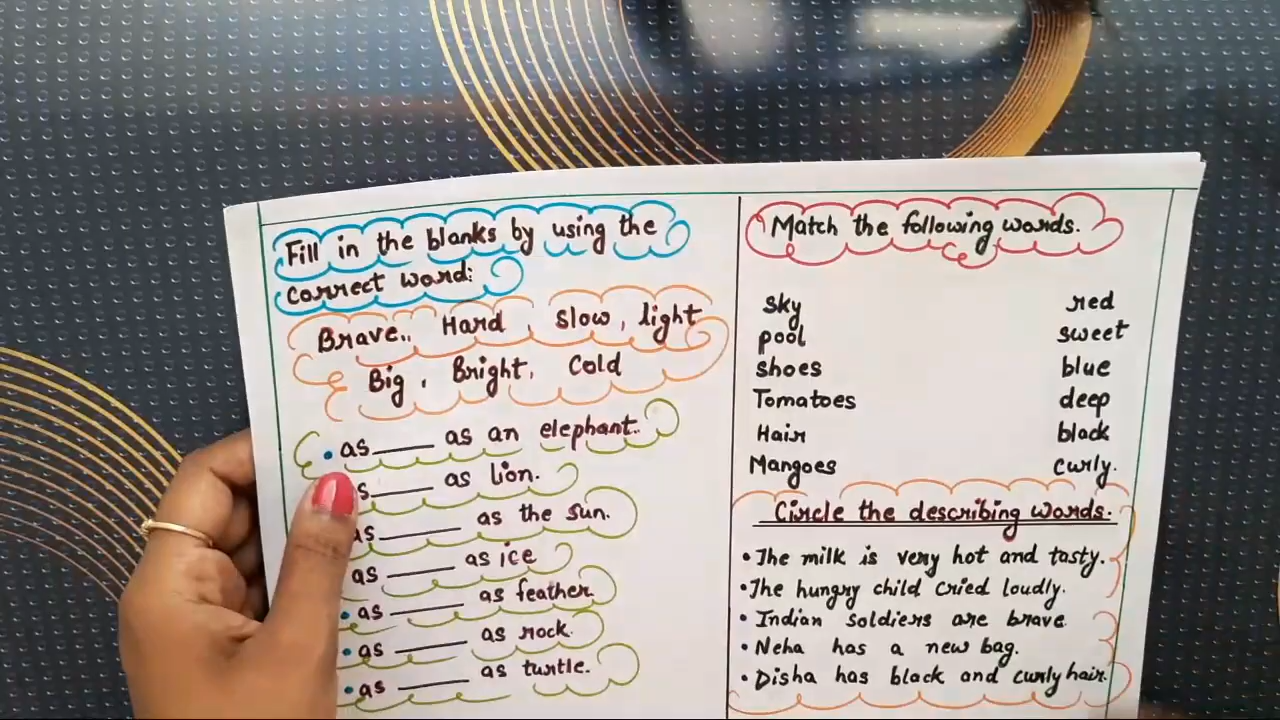 Fill in the blanks by using the
correct word:
Brave,, Hard, Slow, light
Big, Bright, Cold
• as ____ as an elephant.
s ____ as lion.
as ____ as the sun.
as ____ as ice
• as ____ as feather.
• as ____ as rock.
• as ____ as turtle.
Match the following words.
Sky red
pool sweet
shoes blue
Tomatoes deep
Hair black
Mangoes curly.
Circle the describing words.
• The milk is very hot and tasty.
• The hungry child cried loudly.
• Indian soldiers are brave
• Neha has a new bag.
• Disha has black and curly hair.